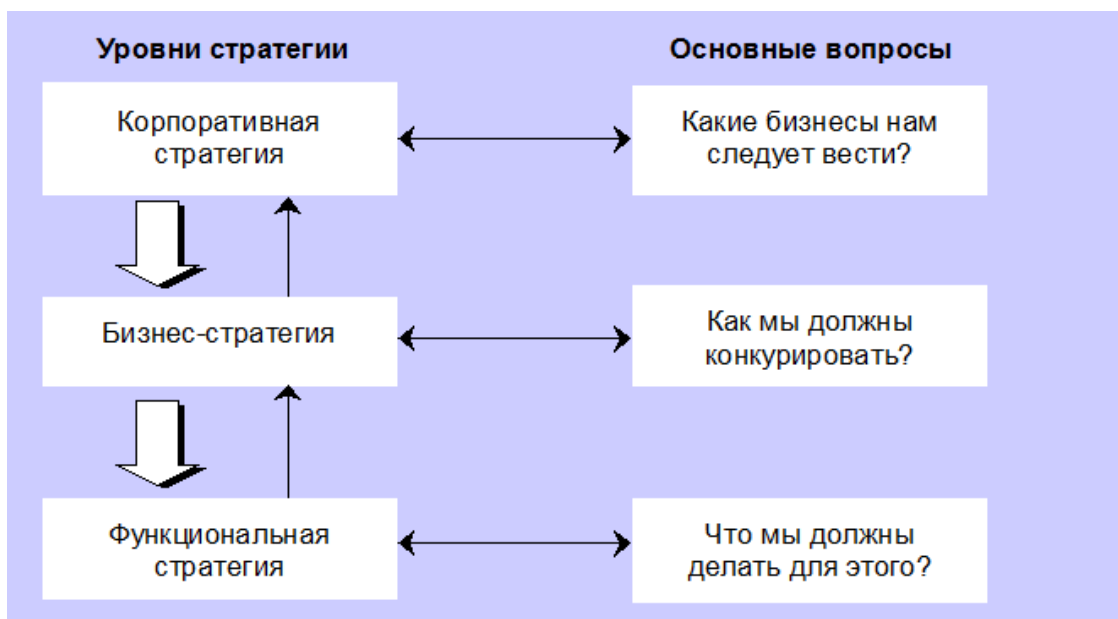 Уровни стратегии
Основные вопросы
Корпоративная
стратегия
Какие бизнесы нам
следует вести?
Бизнес-стратегия
Как мы должны
конкурировать?
Функциональная
стратегия
Что мы должны
делать для этого?